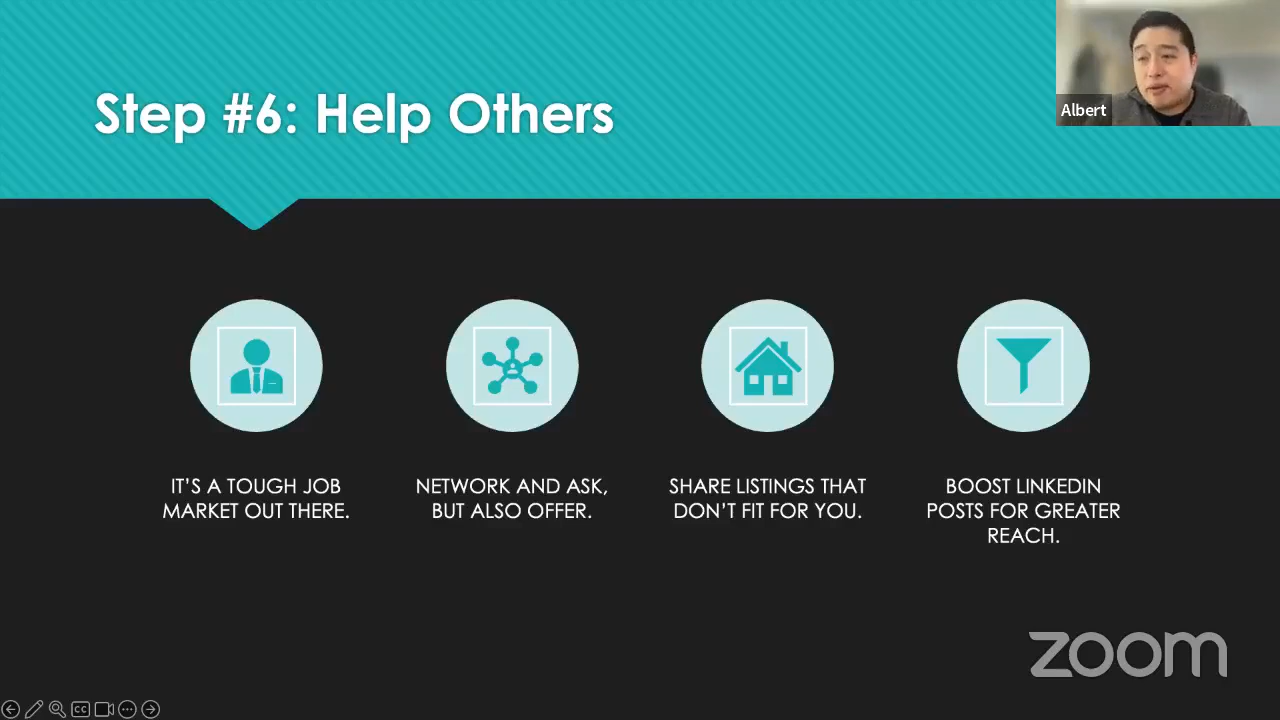 Step #6: Help Others
Albert
IT’S A TOUGH JOB
MARKET OUT THERE.
NETWORK AND ASK,
BUT ALSO OFFER.
SHARE LISTINGS THAT
DON’T FIT FOR YOU.
BOOST LINKEDIN
POSTS FOR GREATER
REACH.
zoom
CC